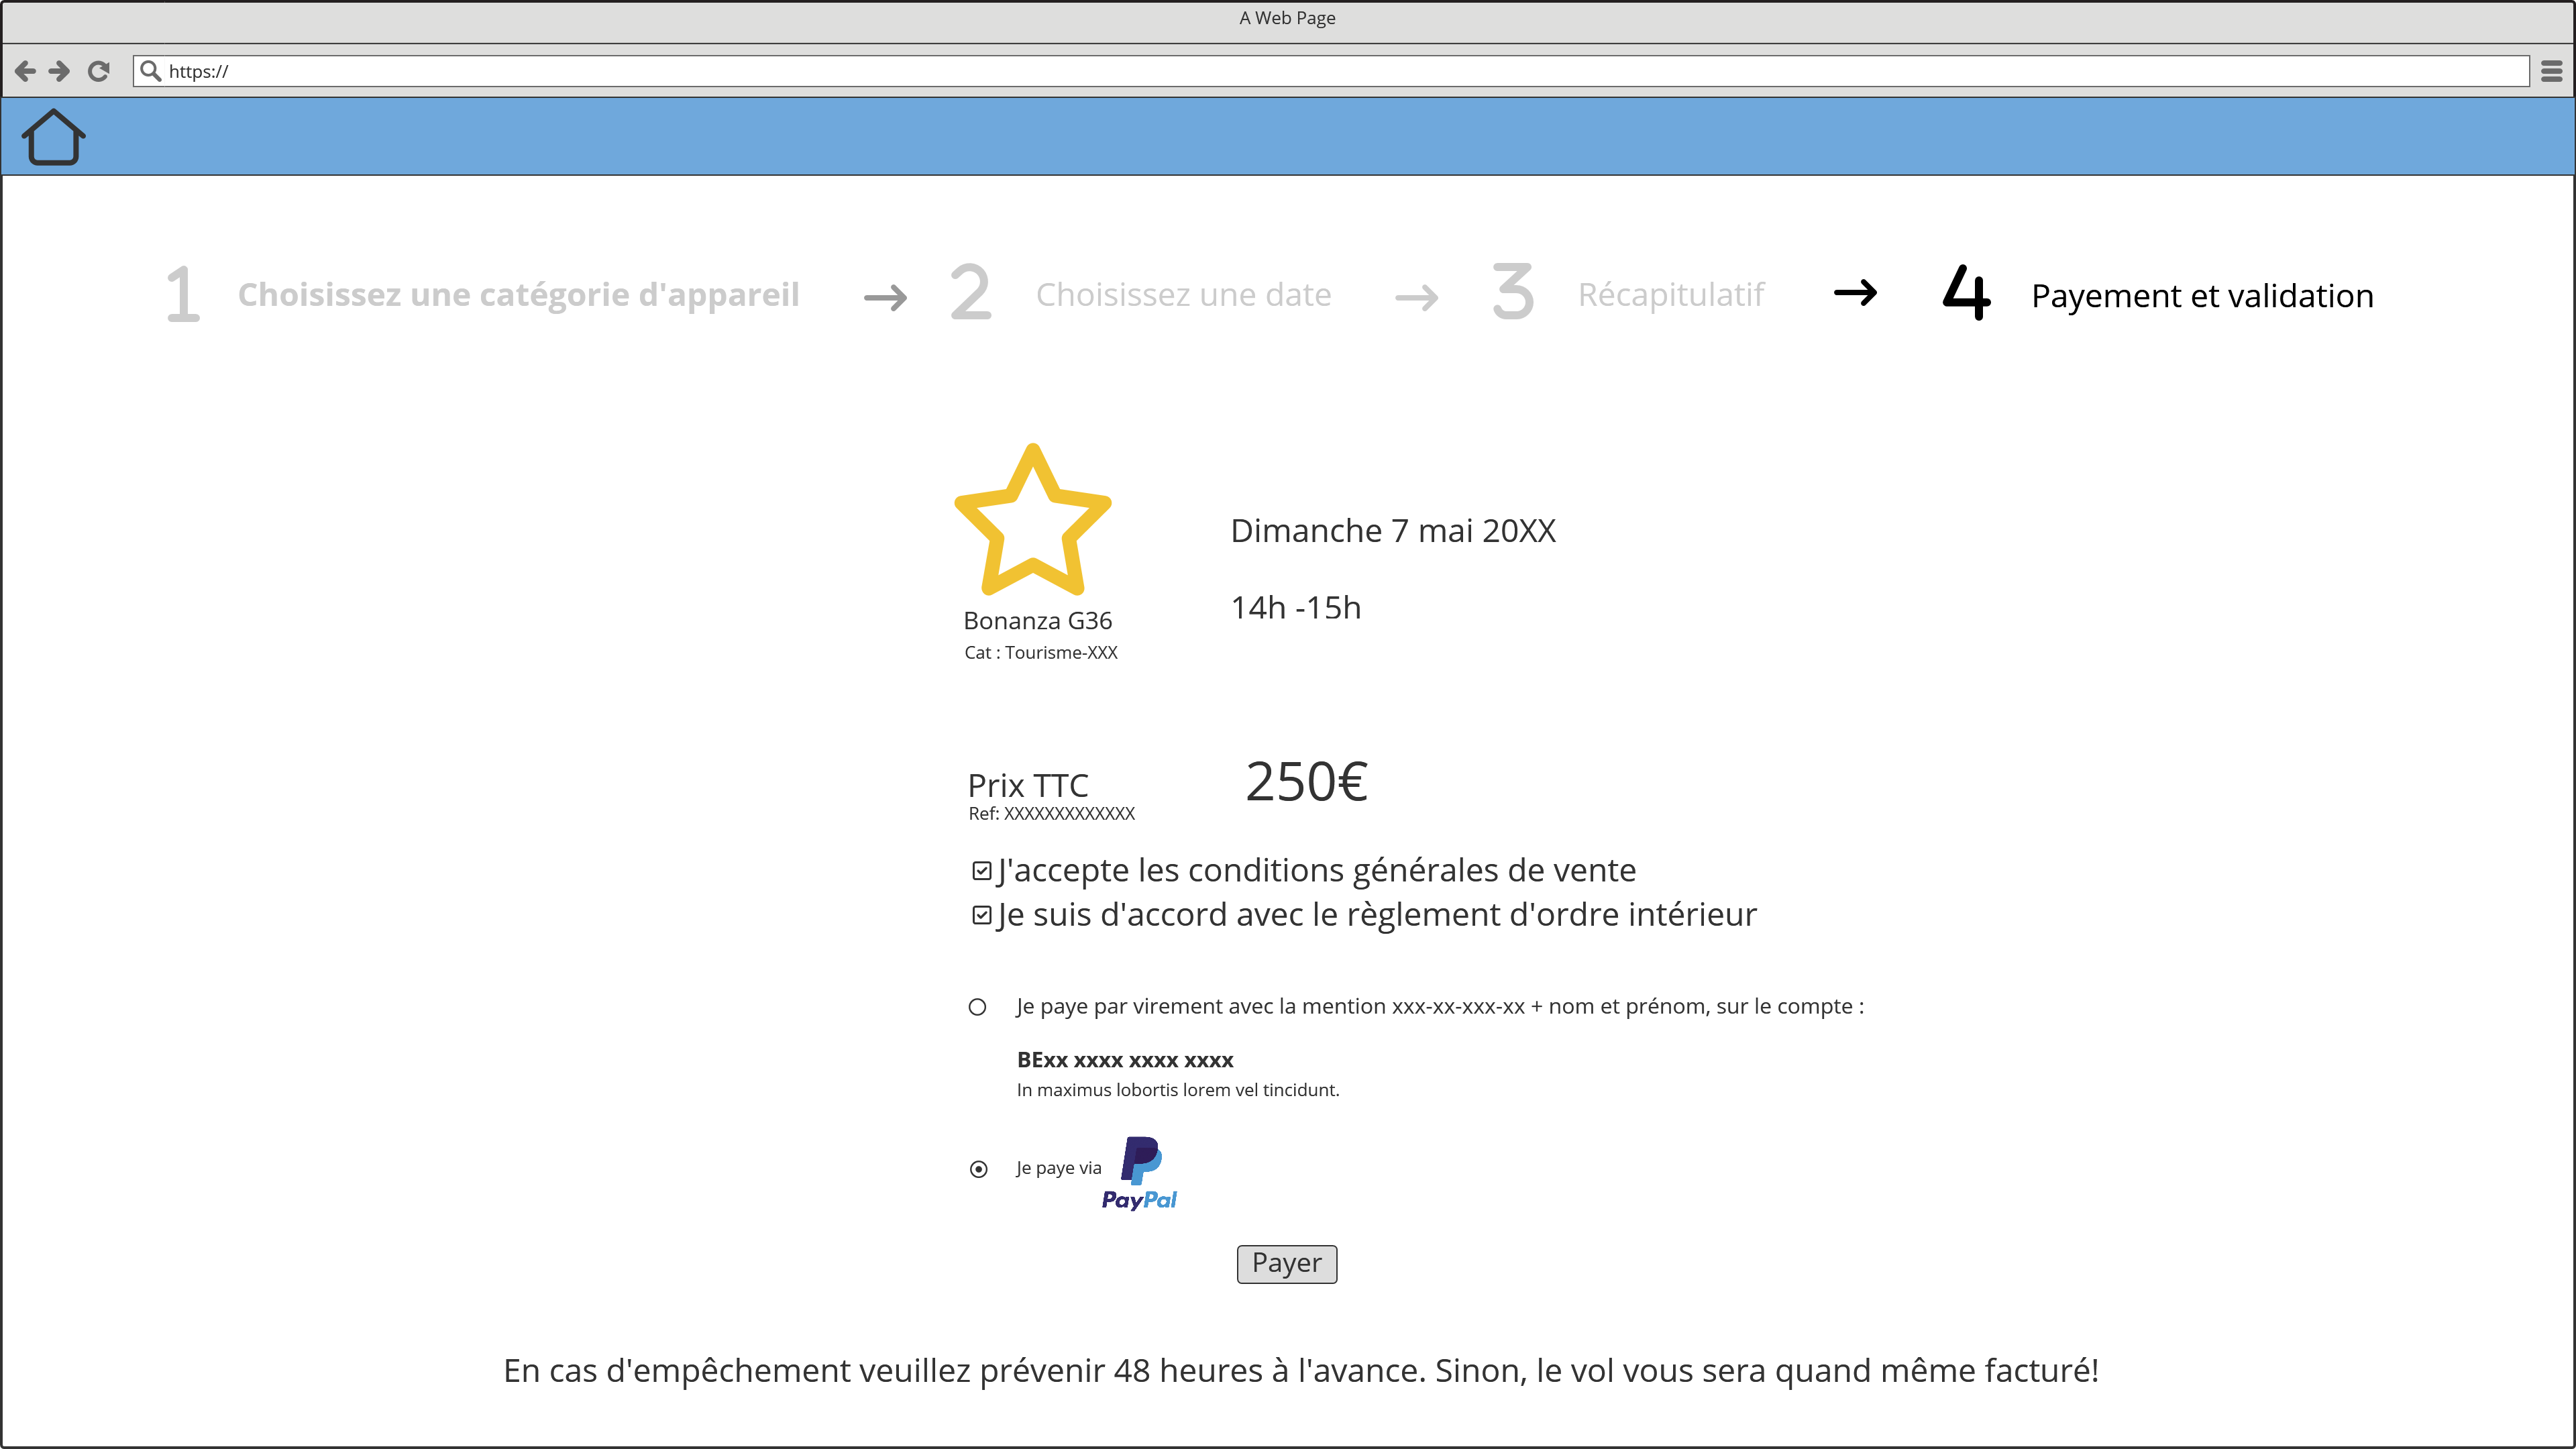 A Web Page
https://
1 Choisissez une catégorie d'appareil → 2 Choisissez une date → 3 Récapitulatif → 4 Payement et validation
Dimanche 7 mai 20XX
14h -15h
Bonanza G36
Cat : Tourisme-XXX
Prix TTC 250€
Ref: XXXXXXXXXXXXX
J'accepte les conditions générales de vente
Je suis d'accord avec le règlement d'ordre intérieur
Je paye par virement avec la mention xxx-xx-xxx-xx + nom et prénom, sur le compte :
BExx xxxx xxxx xxxx
In maximus lobortis lorem vel tincidunt.
Je paye via PayPal
Payer
En cas d'empêchement veuillez prévenir 48 heures à l'avance. Sinon, le vol vous sera quand même facturé!